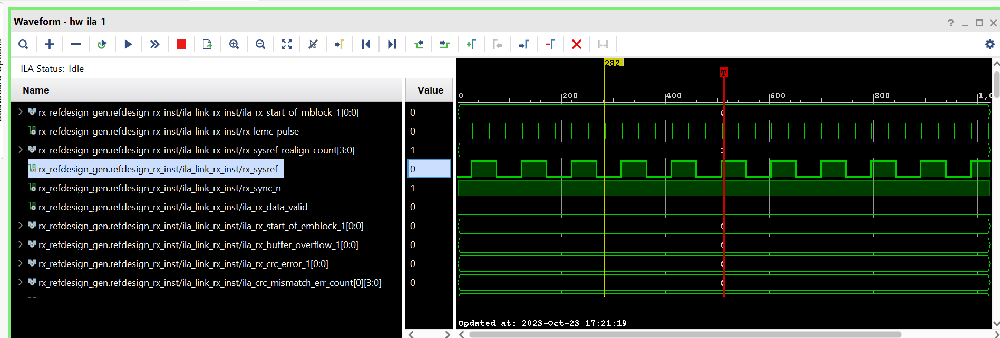 Dashboard Options
Waveform - hw_ila_1
ILA Status: Idle
Name
Value
282
T
0
200
400
600
800
1,0
rx_refdesign_gen.refdesign_rx_inst/ila_link_rx_inst/ila_rx_start_of_mblock_1[0:0]
0
0
rx_refdesign_gen.refdesign_rx_inst/ila_link_rx_inst/rx_lemc_pulse
0
rx_refdesign_gen.refdesign_rx_inst/ila_link_rx_inst/rx_sysref_realign_count[3:0]
1
1
rx_refdesign_gen.refdesign_rx_inst/ila_link_rx_inst/rx_sysref
0
rx_refdesign_gen.refdesign_rx_inst/ila_link_rx_inst/rx_sync_n
1
rx_refdesign_gen.refdesign_rx_inst/ila_link_rx_inst/ila_rx_data_valid
0
rx_refdesign_gen.refdesign_rx_inst/ila_link_rx_inst/ila_rx_start_of_emblock_1[0:0]
0
0
rx_refdesign_gen.refdesign_rx_inst/ila_link_rx_inst/ila_rx_buffer_overflow_1[0:0]
0
0
rx_refdesign_gen.refdesign_rx_inst/ila_link_rx_inst/ila_rx_crc_error_1[0:0]
0
0
rx_refdesign_gen.refdesign_rx_inst/ila_link_rx_inst/ila_crc_mismatch_err_count[0][3:0]
0
0
Updated at: 2023-Oct-23 17:21:19